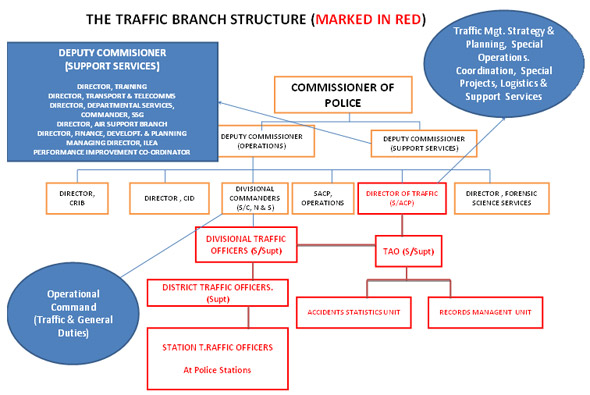 THE TRAFFIC BRANCH STRUCTURE (MARKED IN RED)
DEPUTY COMMISIONER
(SUPPORT SERVICES)
DIRECTOR, TRAINING
DIRECTOR, TRANSPORT & TELECOMMS
DIRECTOR, DEPARTMENTAL SERVICES,
COMMANDER, SSG
DIRECTOR, AIR SUPPORT BRANCH
DIRECTOR, FINANCE, DEVELOPT. & PLANNING
MANAGING DIRECTOR, ILEA
PERFORMANCE IMPROVEMENT CO-ORDINATOR
COMMISSIONER OF
POLICE
Traffic Mgt. Strategy &
Planning, Special
Operations.
Coordination, Special
Projects, Logistics &
Support Services
DEPUTY COMMISSIONER
(OPERATIONS)
DEPUTY COMMISSIONER
(SUPPORT SERVICES)
DIRECTOR,
CRIB
DIRECTOR , CID
DIVISIONAL
COMMANDERS
(S/C, N & S)
SACP,
OPERATIONS
DIRECTOR OF TRAFFIC
(S/ACP)
DIRECTOR , FORENSIC
SCIENCE SERVICES
DIVISIONAL TRAFFIC
OFFICERS (S/Supt)
TAO (S/Supt)
Operational
Command
(Traffic & General
Duties)
DISTRICT TRAFFIC OFFICERS.
(Supt)
ACCIDENTS STATISTICS UNIT
RECORDS MANAGENT UNIT
STATION T.RAFFIC OFFICERS
At Police Stations